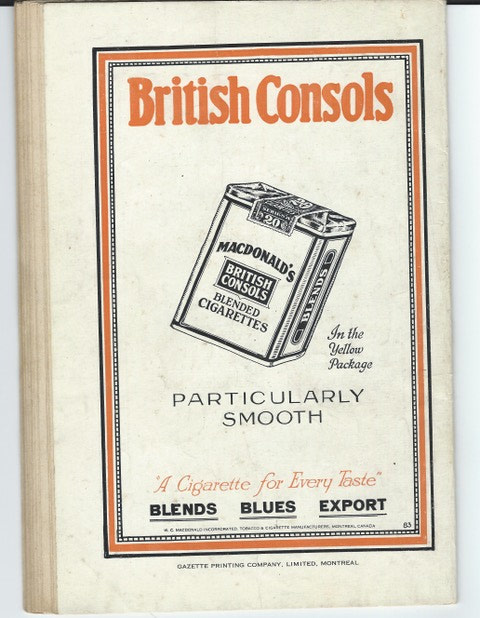 British Consols
20
20¢
MACDONALD'S
BRITISH
CONSOLS
BLENDED
CIGARETTES
BLENDS
In the
Yellow
Package
PARTICULARLY
SMOOTH
"A Cigarette for Every Taste"
BLENDS BLUES EXPORT
W. C. MACDONALD INCORPORATED, TOBACCO & CIGARETTE MANUFACTURERS, MONTREAL, CANADA
83
GAZETTE PRINTING COMPANY, LIMITED, MONTREAL